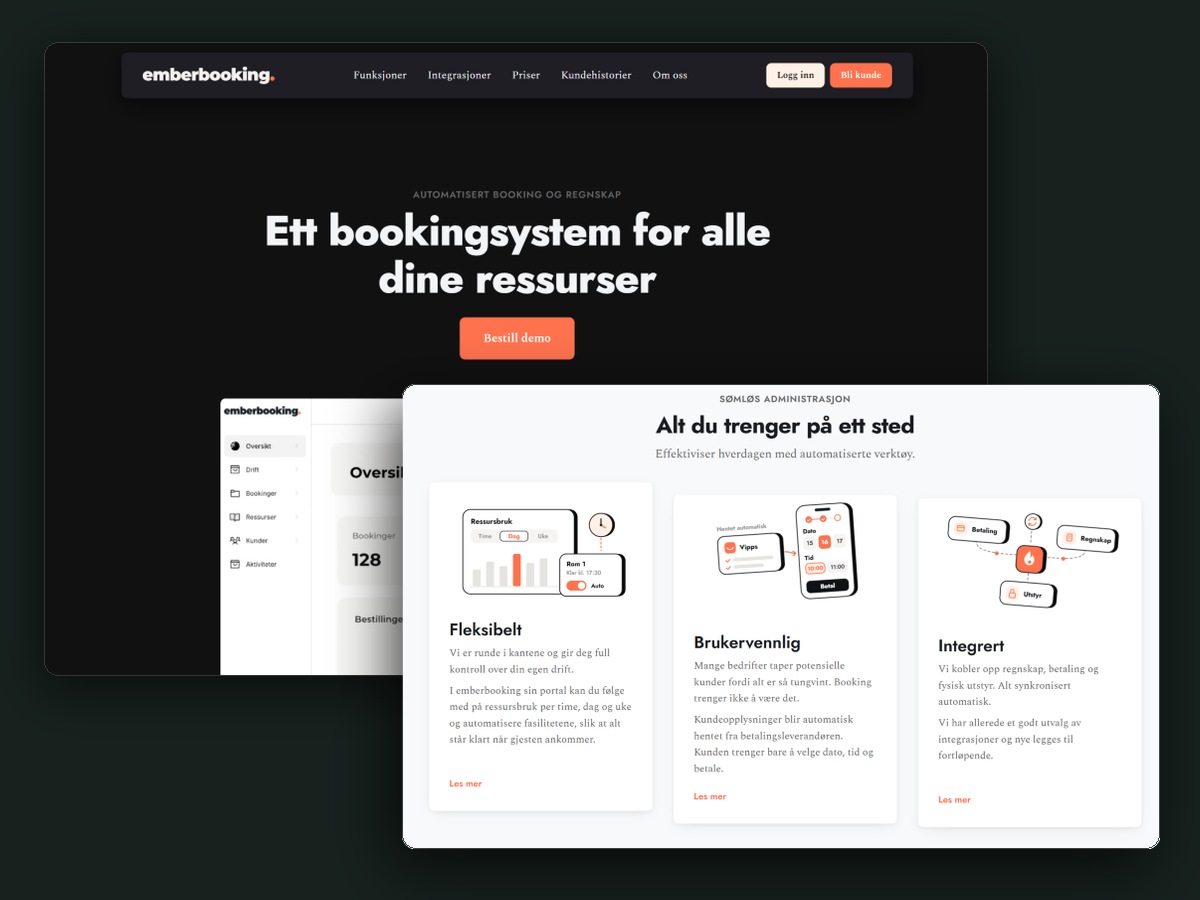 emberbooking.
Funksjoner
Integrasjoner
Priser
Kundehistorier
Om oss
Logg inn
Bli kunde
AUTOMATISERT BOOKING OG REGNSKAP
Ett bookingsystem for alle
dine ressurser
Bestill demo
emberbooking.
Oversikt
Drift
Bookinger
Ressurser
Kunder
Aktiviteter
Bookinger
128
SØMLØS ADMINISTRASJON
Alt du trenger på ett sted
Effektiviser hverdagen med automatiserte verktøy.
Ressursbruk
Time
Dag
Uke
Rom 1
Klar kl. 17:30
Auto
Fleksibelt
Vi er runde i kantene og gir deg full
kontroll over din egen drift.
I emberbooking sin portal kan du følge
med på ressursbruk per time, dag og uke
og automatisere fasilitetene, slik at alt
står klart når gjesten ankommer.
Les mer
Hentet automatisk
Vipps
Dato
15
16
17
Tid
10:00
11:00
Betal
Brukervennlig
Mange bedrifter taper potensielle
kunder fordi alt er så tungvint. Booking
trenger ikke å være det.
Kundeopplysninger blir automatisk
hentet fra betalingsleverandøren.
Kunden trenger bare å velge dato, tid og
betale.
Les mer
Betaling
Regnskap
Utstyr
Integrert
Vi kobler opp regnskap, betaling og
fysisk utstyr. Alt synkronisert
automatisk.
Vi har allerede et godt utvalg av
integrasjoner og nye legges til
fortløpende.
Les mer